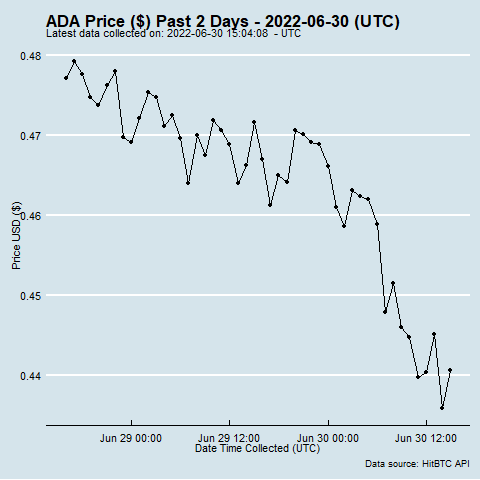 ADA Price ($) Past 2 Days - 2022-06-30 (UTC)
Latest data collected on: 2022-06-30 15:04:08 - UTC
0.48
0.47
0.46
0.45
0.44
Price USD ($)
Jun 29 00:00
Jun 29 12:00
Jun 30 00:00
Jun 30 12:00
Date Time Collected (UTC)
Data source: HitBTC API